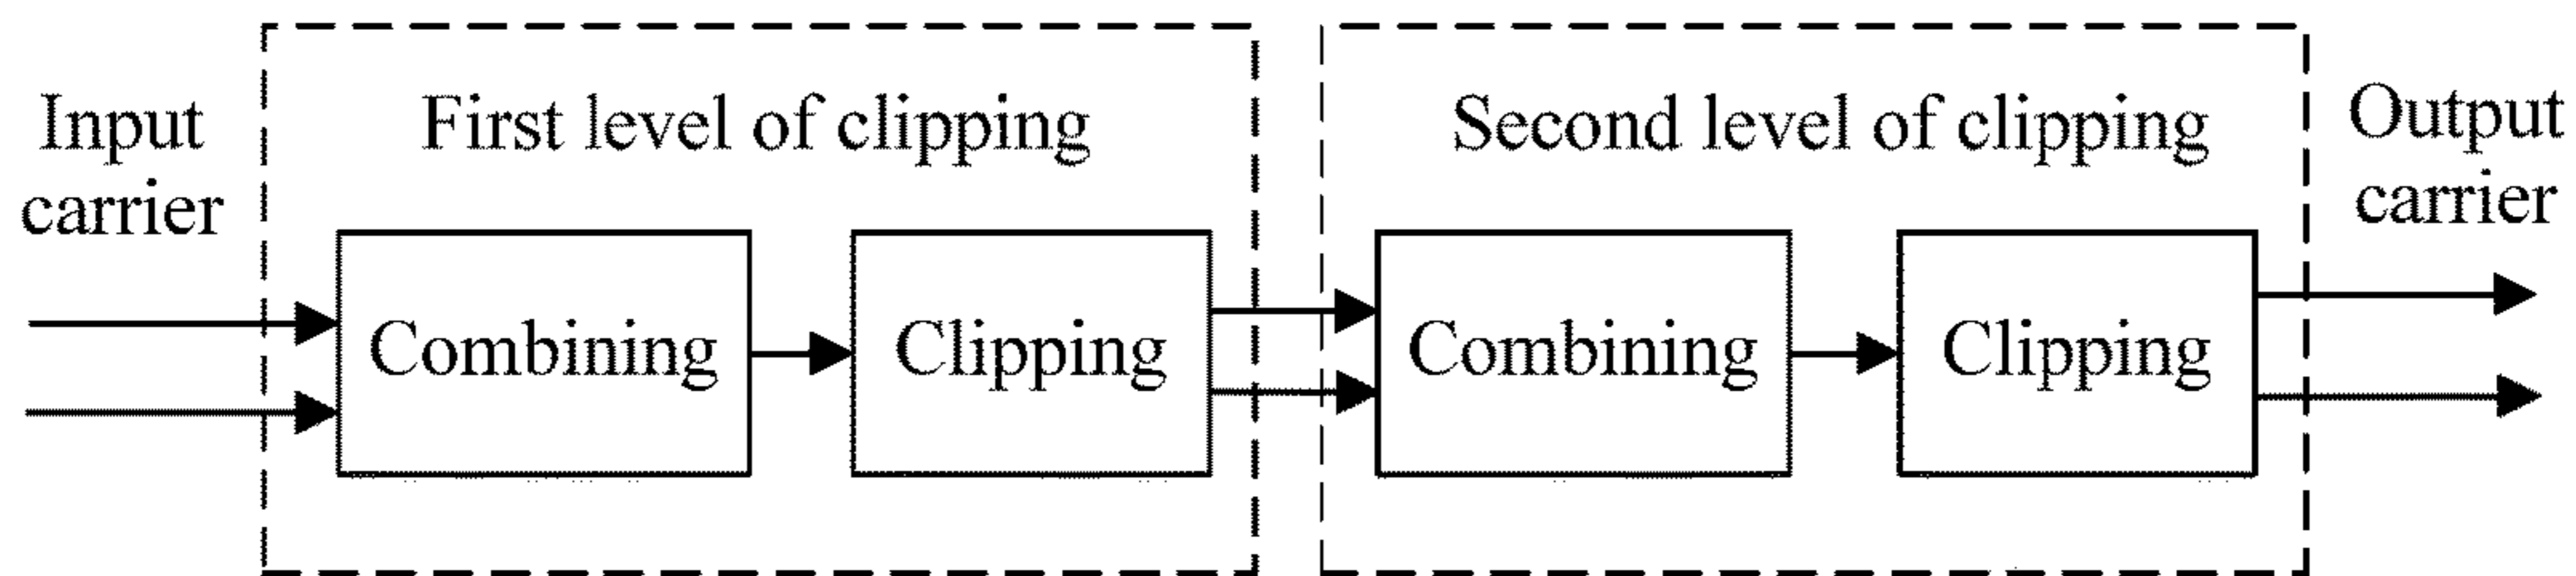 Input
carrier
First level of clipping
Combining
Clipping
Second level of clipping
Combining
Clipping
Output
carrier